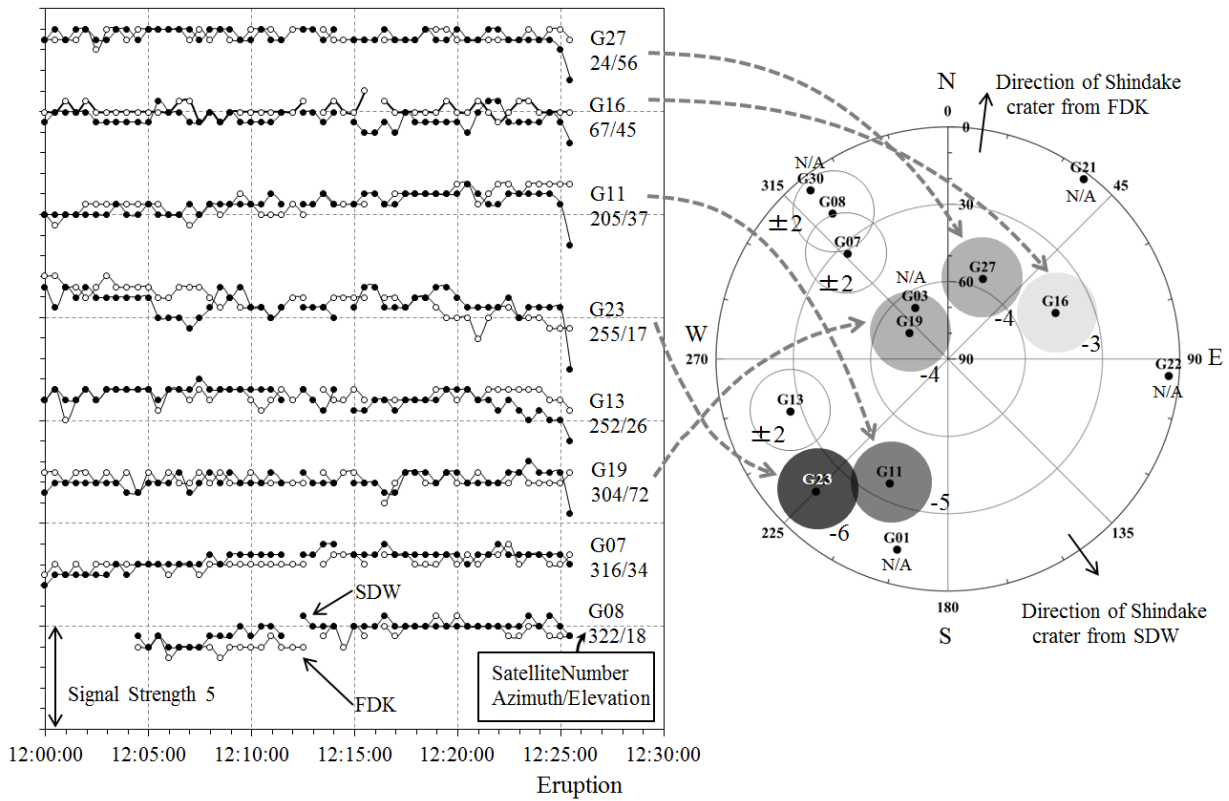 G27
24/56
G16
67/45
G11
205/37
G23
255/17
G13
252/26
G19
304/72
G07
316/34
G08
322/18
SDW
FDK
Signal Strength 5
SatelliteNumber
Azimuth/Elevation
12:00:00
12:05:00
12:10:00
12:15:00
12:20:00
12:25:00
12:30:00
Eruption
N
Direction of Shindake
crater from FDK
0
0
N/A
G30
315
G08
±2
G07
±2
G21
N/A
45
30
N/A
G03
G19
-4
60
G27
-4
G16
-3
W
270
90
90
E
G22
N/A
G13
±2
G23
-6
G11
-5
225
G01
N/A
135
180
S
Direction of Shindake
crater from SDW